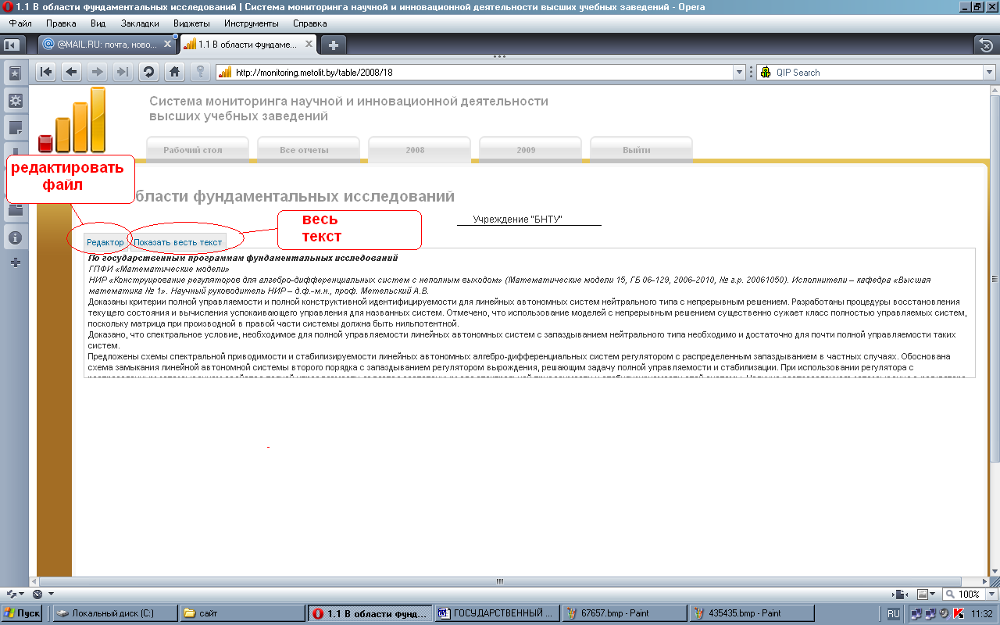 1.1 В области фундаментальных исследований | Система мониторинга научной и инновационной деятельности высших учебных заведений - Opera
Файл Правка Вид Закладки Виджеты Инструменты Справка
@MAIL.RU: почта, ново... 1.1 В области фундаме...
http://monitoring.metolit.by/table/2008/18 QIP Search
Система мониторинга научной и инновационной деятельности
высших учебных заведений
Рабочий стол Все отчеты 2008 2009 Выйти
редактировать
файл
бласти фундаментальных исследований
Учреждение "БНТУ"
весь
текст
Редактор Показать весть текст
По государственным программам фундаментальных исследований
ГПФИ «Математические модели»
НИР «Конструирование регуляторов для алгебро-дифференциальных систем с неполным выходом» (Математические модели 15, ГБ 06-129, 2006-2010, № г.р. 20061050). Исполнители – кафедра «Высшая
математика № 1». Научный руководитель НИР – д.ф.-м.н., проф. Метельский А.В.
Доказаны критерии полной управляемости и полной конструктивной идентифицируемости для линейных автономных систем нейтрального типа с непрерывным решением. Разработаны процедуры восстановления
текущего состояния и вычисления успокаивающего управления для названных систем. Отмечено, что использование моделей с непрерывным решением существенно сужает класс полностью управляемых систем,
поскольку матрица при производной в правой части системы должна быть нильпотентной.
Доказано, что спектральное условие, необходимое для полной управляемости линейных автономных систем с запаздыванием нейтрального типа необходимо и достаточно для почти полной управляемости таких
систем.
Предложены схемы спектральной приводимости и стабилизируемости линейных автономных алгебро-дифференциальных систем регулятором с распределенным запаздыванием в частных случаях. Обоснована
схема замыкания линейной автономной системы второго порядка с запаздыванием регулятором вырождения, решающим задачу полной управляемости и стабилизации. При использовании регулятора с
100%
Пуск Локальный диск (C:) сайт 1.1 В области фунд... ГОСУДАРСТВЕННЫЙ ... 67657.bmp - Paint 435435.bmp - Paint RU 11:32